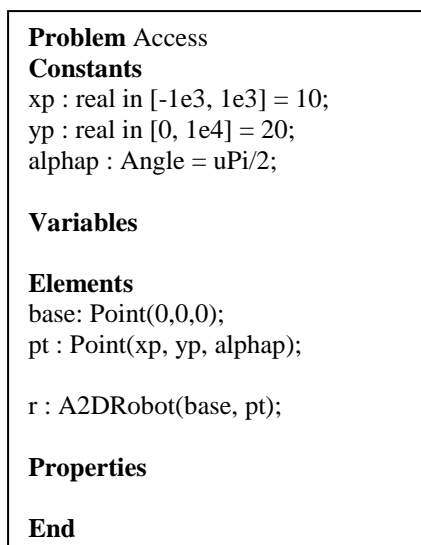 Problem Access
Constants
xp : real in [-1e3, 1e3] = 10;
yp : real in [0, 1e4] = 20;
alphap : Angle = uPi/2;
Variables
Elements
base: Point(0,0,0);
pt : Point(xp, yp, alphap);
r : A2DRobot(base, pt);
Properties
End